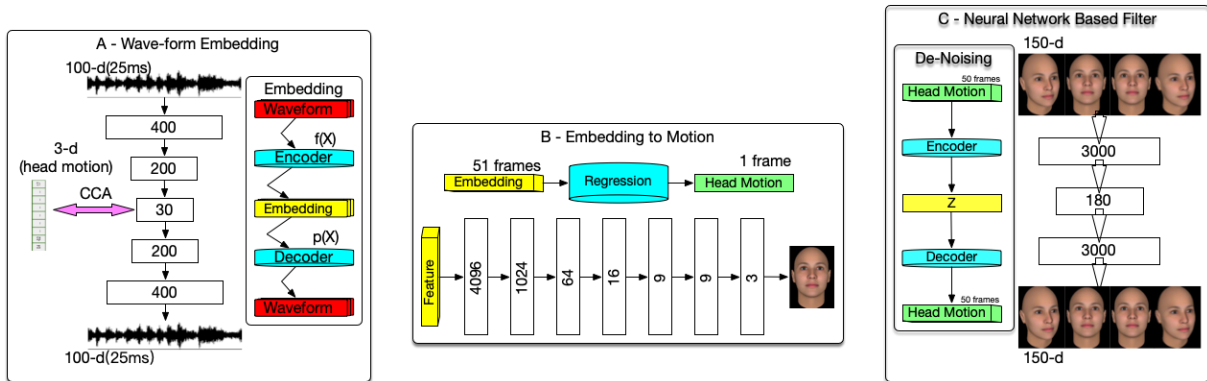 A - Wave-form Embedding
100-d(25ms)
400
200
3-d
(head motion)
CCA
30
200
400
100-d(25ms)
Embedding
Waveform
f(X)
Encoder
Embedding
p(X)
Decoder
Waveform
B - Embedding to Motion
51 frames
Embedding
Regression
1 frame
Head Motion
Feature
4096
1024
64
16
9
9
3
C - Neural Network Based Filter
De-Noising
50 frames
Head Motion
Encoder
Z
Decoder
50 frames
Head Motion
150-d
3000
180
3000
150-d